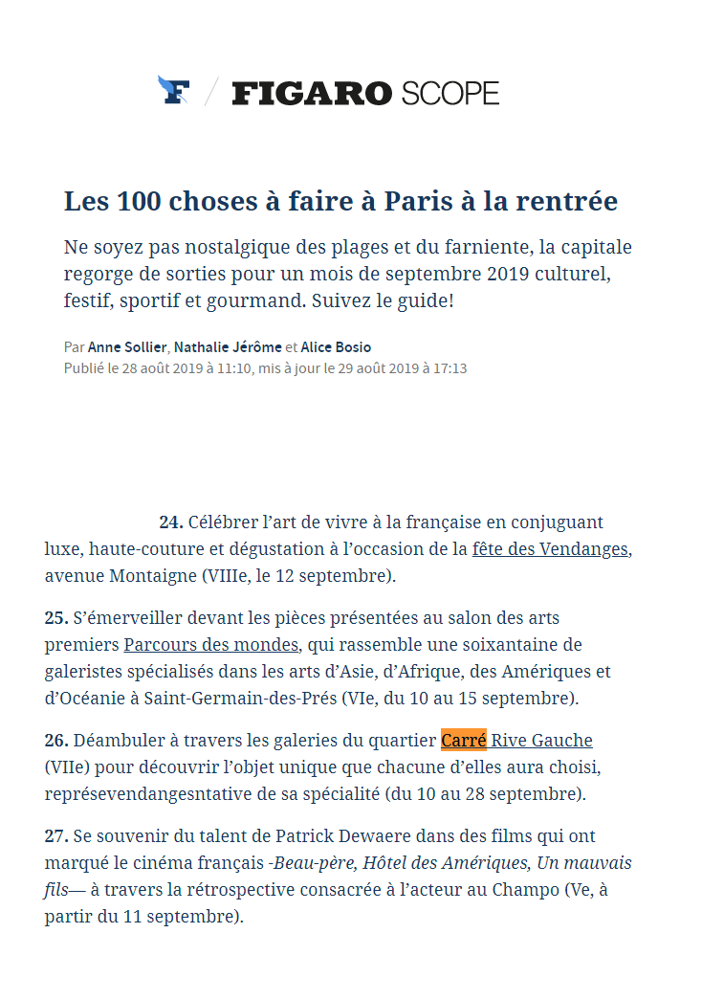 F / FIGARO SCOPE
Les 100 choses à faire à Paris à la rentrée
Ne soyez pas nostalgique des plages et du farniente, la capitale
regorge de sorties pour un mois de septembre 2019 culturel,
festif, sportif et gourmand. Suivez le guide!
Par Anne Sollier, Nathalie Jérôme et Alice Bosio
Publié le 28 août 2019 à 11:10, mis à jour le 29 août 2019 à 17:13
24. Célébrer l’art de vivre à la française en conjuguant
luxe, haute-couture et dégustation à l’occasion de la fête des Vendanges,
avenue Montaigne (VIIIe, le 12 septembre).
25. S’émerveiller devant les pièces présentées au salon des arts
premiers Parcours des mondes, qui rassemble une soixantaine de
galeristes spécialisés dans les arts d’Asie, d’Afrique, des Amériques et
d’Océanie à Saint-Germain-des-Prés (VIe, du 10 au 15 septembre).
26. Déambuler à travers les galeries du quartier Carré Rive Gauche
(VIIe) pour découvrir l’objet unique que chacune d’elles aura choisi,
représevendangesntative de sa spécialité (du 10 au 28 septembre).
27. Se souvenir du talent de Patrick Dewaere dans des films qui ont
marqué le cinéma français -Beau-père, Hôtel des Amériques, Un mauvais
fils— à travers la rétrospective consacrée à l’acteur au Champo (Ve, à
partir du 11 septembre).